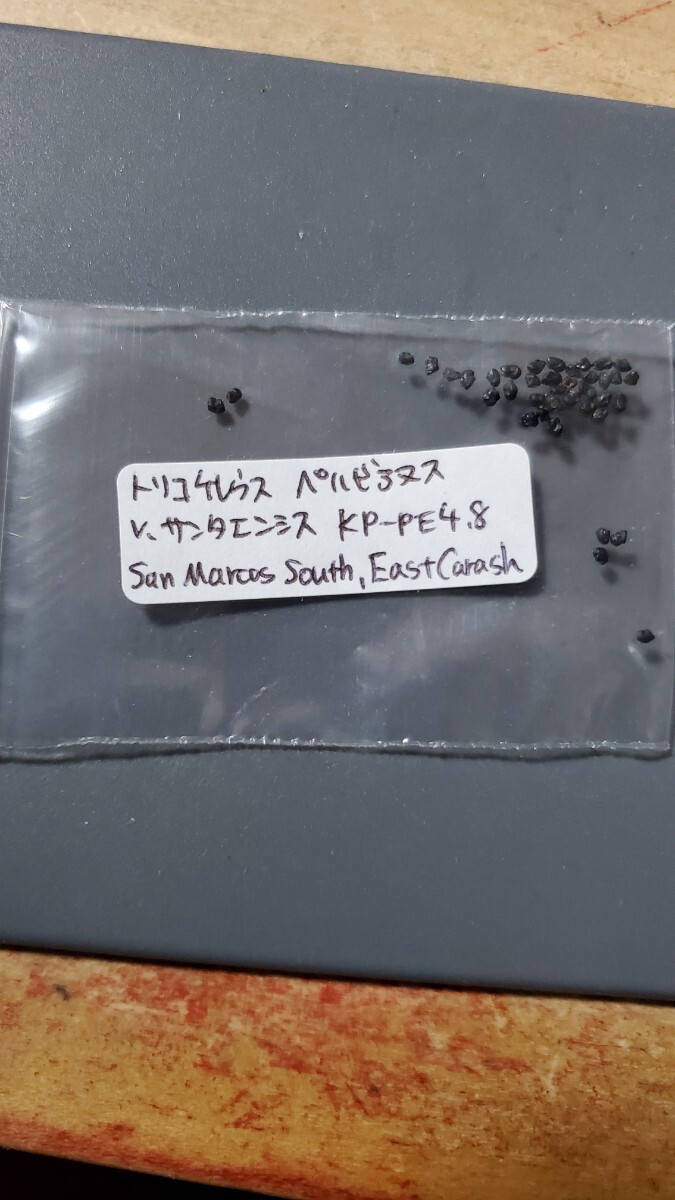 トリコケレウス ペルビアヌス
V. サンタエンシス KP-PE4.8
San Marcos South, East Carash